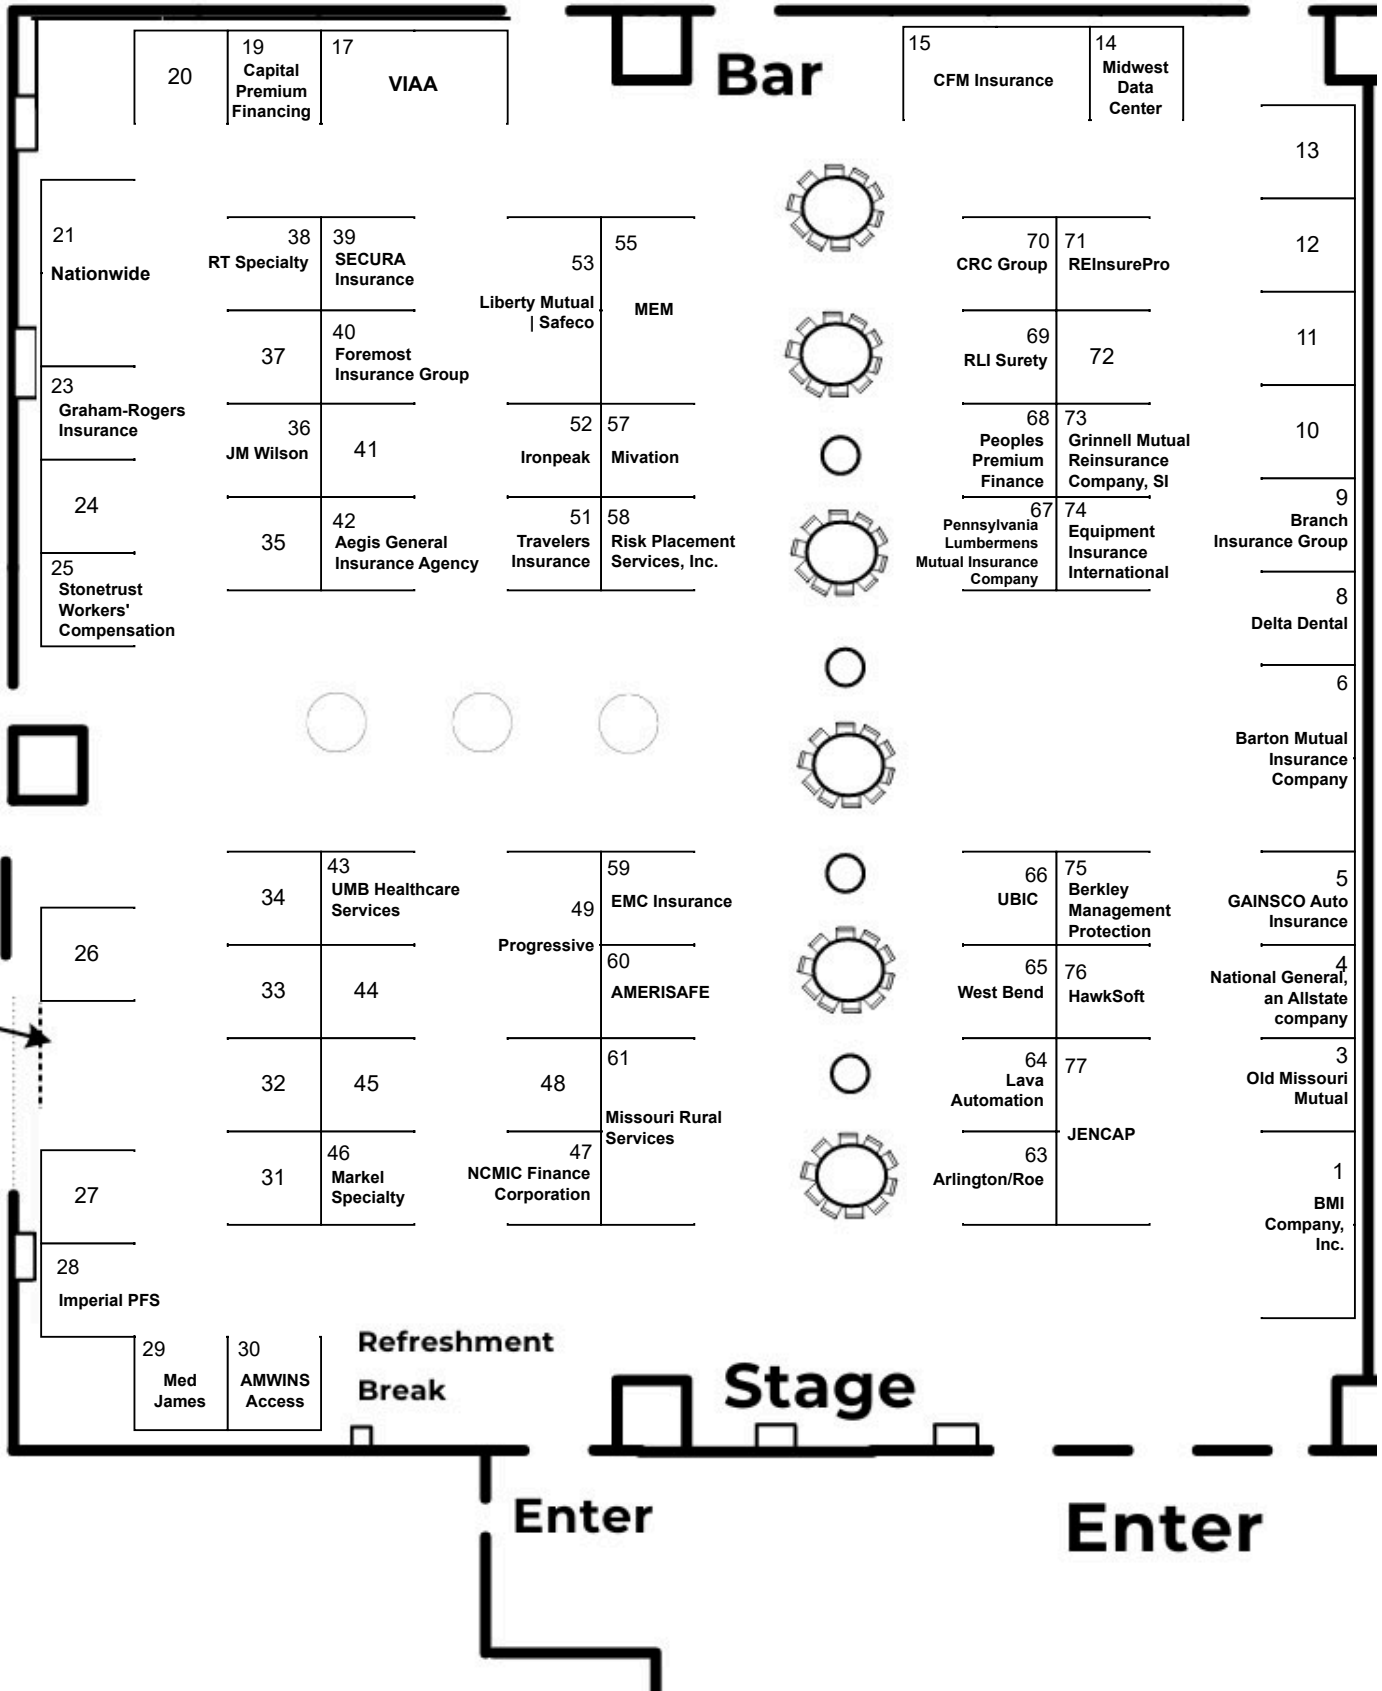 20
19
Capital
Premium
Financing
17
VIAA
Bar
15
CFM Insurance
14
Midwest
Data
Center
13
12
11
10
9
Branch
Insurance Group
8
Delta Dental
6
Barton Mutual
Insurance
Company
5
GAINSCO Auto
Insurance
4
National General,
an Allstate
company
3
Old Missouri
Mutual
1
BMI
Company,
Inc.
21
Nationwide
23
Graham-Rogers
Insurance
24
25
Stonetrust
Workers'
Compensation
26
27
28
Imperial PFS
29
Med
James
30
AMWINS
Access
38
RT Specialty
39
SECURA
Insurance
37
40
Foremost
Insurance Group
36
JM Wilson
41
35
42
Aegis General
Insurance Agency
34
43
UMB Healthcare
Services
33
44
32
45
31
46
Markel
Specialty
53
Liberty Mutual
| Safeco
55
MEM
52
Ironpeak
57
Mivation
51
Travelers
Insurance
58
Risk Placement
Services, Inc.
49
Progressive
59
EMC Insurance
60
AMERISAFE
48
61
Missouri Rural
Services
47
NCMIC Finance
Corporation
70
CRC Group
71
REInsurePro
69
RLI Surety
72
68
Peoples
Premium
Finance
73
Grinnell Mutual
Reinsurance
Company, SI
67
Pennsylvania
Lumbermens
Mutual Insurance
Company
74
Equipment
Insurance
International
66
UBIC
75
Berkley
Management
Protection
65
West Bend
76
HawkSoft
64
Lava
Automation
77
JENCAP
63
Arlington/Roe
Refreshment
Break
Stage
Enter
Enter